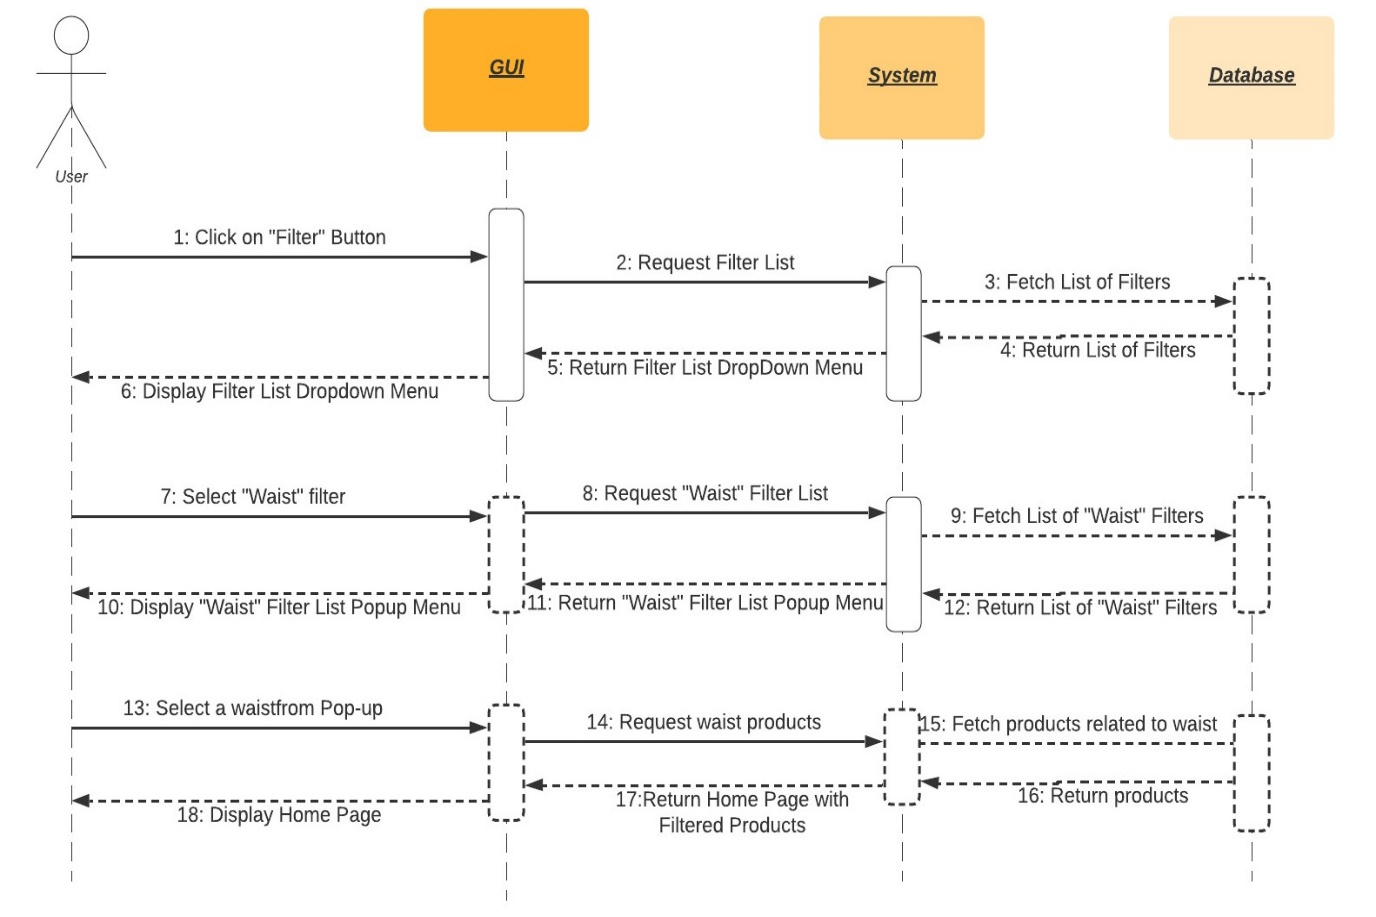 GUI
System
Database
User
1: Click on "Filter" Button
2: Request Filter List
3: Fetch List of Filters
4: Return List of Filters
5: Return Filter List DropDown Menu
6: Display Filter List Dropdown Menu
7: Select "Waist" filter
8: Request "Waist" Filter List
9: Fetch List of "Waist" Filters
10: Display "Waist" Filter List Popup Menu
11: Return "Waist" Filter List Popup Menu
12: Return List of "Waist" Filters
13: Select a waistfrom Pop-up
14: Request waist products
15: Fetch products related to waist
16: Return products
17:Return Home Page with
Filtered Products
18: Display Home Page